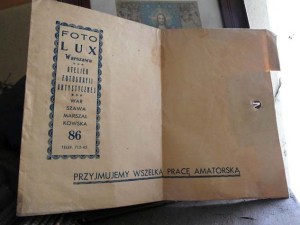 FOTO
LUX
Warszawa
ATELIER
FOTOGRAFII
ARTYSTYCZNEJ
WAR
SZAWA
MARSZAŁ
KOWSKA
86
PRZYJMUJEMY WSZELKĄ PRACĘ AMATORSKĄ